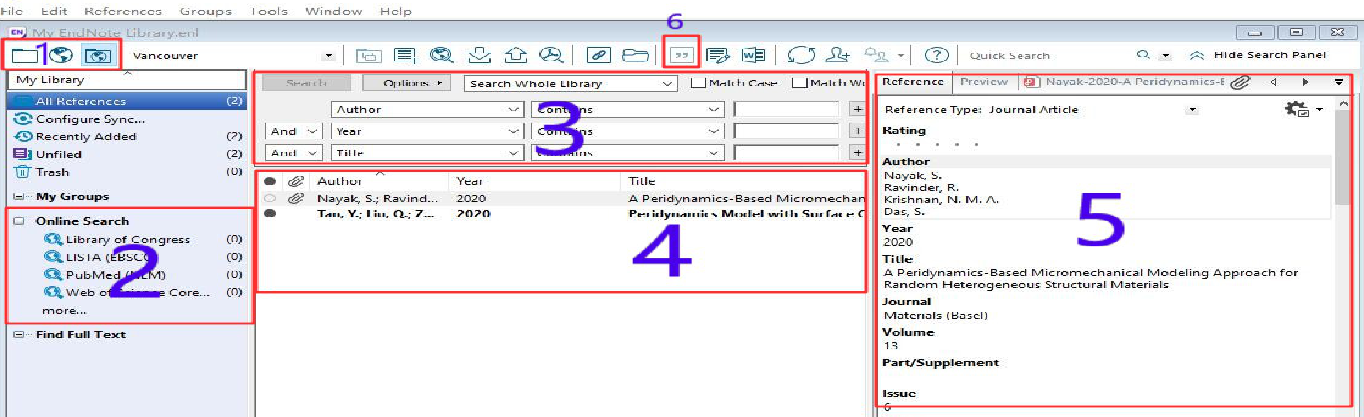 File Edit References Groups Tools Window Help
6
EN My EndNote Library.enl
1 Vancouver Quick Search Hide Search Panel
My Library
All References (2)
Configure Sync...
Recently Added (2)
Unfiled (2)
Trash (0)
My Groups
Online Search
Library of Congress (0)
LISTA (EBSCO) (0)
PubMed (NLM) (0)
Web of Science Core... (0)
more...
2
Find Full Text
Search Options Search Whole Library Match Case Match Wo
Author Contains +
And Year Contains +
And Title Contains +
3
Author Year Title
Nayak, S.; Ravind... 2020 A Peridynamics-Based Micromechan
Tan, Y.; Liu, Q.; Z... 2020 Peridynamics Model with Surface C
4
Reference Preview Nayak-2020-A Peridynamics-B
Reference Type: Journal Article
Rating
Author
Nayak, S.
Ravinder, R.
Krishnan, N. M. A.
Das, S.
5
Year
2020
Title
A Peridynamics-Based Micromechanical Modeling Approach for
Random Heterogeneous Structural Materials
Journal
Materials (Basel)
Volume
13
Part/Supplement
Issue
6